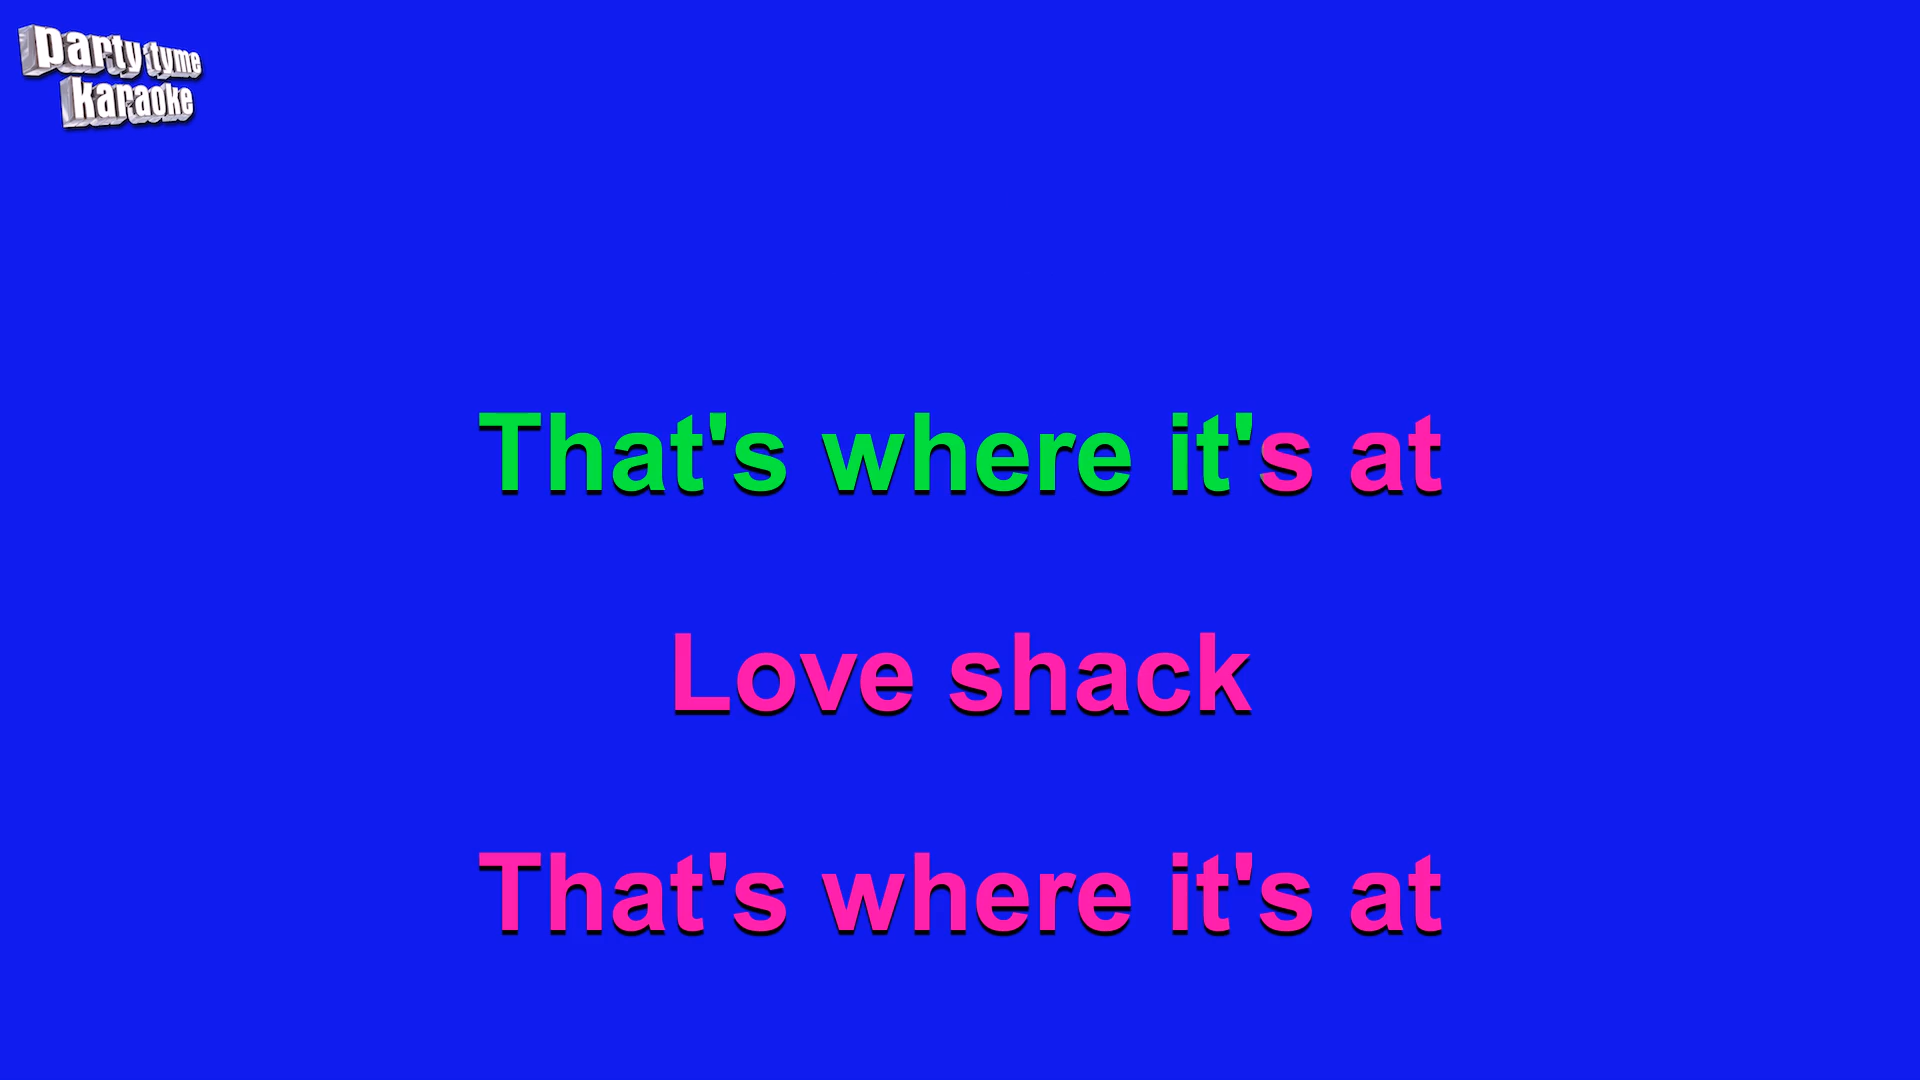 party tyme
karaoke
That's where it's at
Love shack
That's where it's at